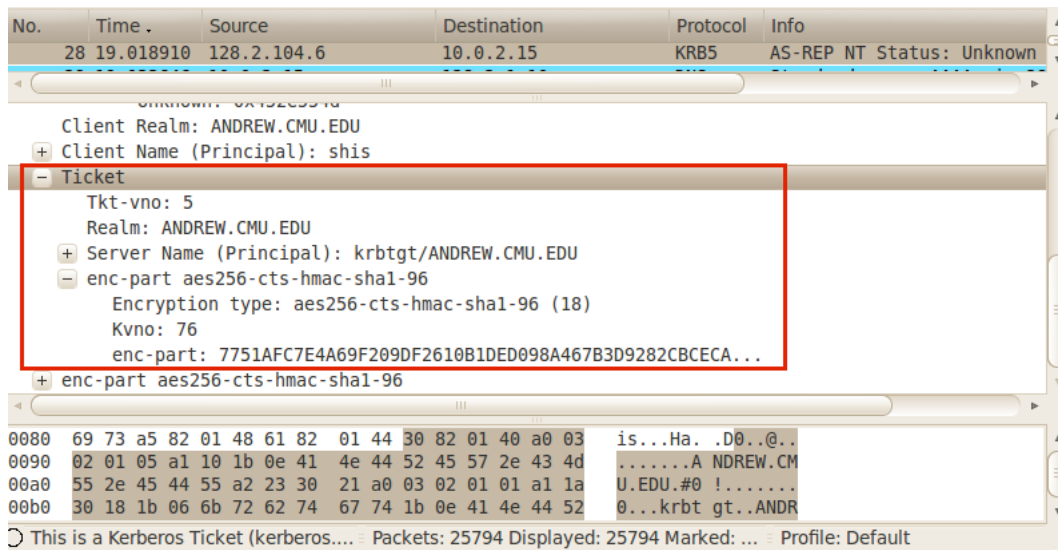 No. Time Source Destination Protocol Info
28 19.018910 128.2.104.6 10.0.2.15 KRB5 AS-REP NT Status: Unknown
Client Realm: ANDREW.CMU.EDU
+ Client Name (Principal): shis
- Ticket
Tkt-vno: 5
Realm: ANDREW.CMU.EDU
+ Server Name (Principal): krbtgt/ANDREW.CMU.EDU
- enc-part aes256-cts-hmac-sha1-96
Encryption type: aes256-cts-hmac-sha1-96 (18)
Kvno: 76
enc-part: 7751AFC7E4A69F209DF2610B1DED098A467B3D9282CBCECA...
+ enc-part aes256-cts-hmac-sha1-96
0080 69 73 a5 82 01 48 61 82 01 44 30 82 01 40 a0 03 is...Ha. .D0..@..
0090 02 01 05 a1 10 1b 0e 41 4e 44 52 45 57 2e 43 4d .......A NDREW.CM
00a0 55 2e 45 44 55 a2 23 30 21 a0 03 02 01 01 a1 1a U.EDU.#0 !.......
00b0 30 18 1b 06 6b 72 62 74 67 74 1b 0e 41 4e 44 52 0...krbt gt..ANDR
This is a Kerberos Ticket (kerberos.... Packets: 25794 Displayed: 25794 Marked: ... Profile: Default